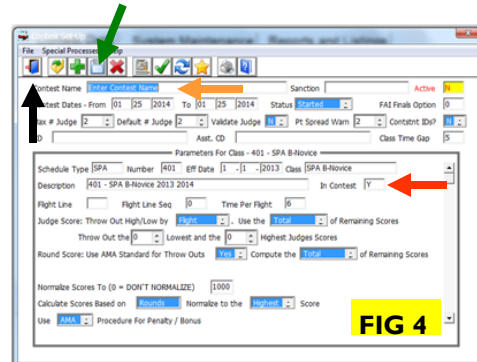 Contest Set-Up
System Maintenance Reports and Listings
File Special Processes Help
Contest Name Enter Contest Name Sanction Active N
Contest Dates - From 01 25 2014 To 01 25 2014 Status Started FAI Finals Option 0
Max # Judge 2 Default # Judge 2 Validate Judge N Pt Spread Warn 2 Contstnt ID? N
CD Asst. CD Class Time Gap 5
Parameters For Class - 401 - SPA B-Novice
Schedule Type SPA Number 401 Eff Date 1 - 1 - 2013 Class SPA B-Novice
Description 401 - SPA B-Novice 2013 2014 In Contest Y
Flight Line Flight Line Seq 0 Time Per Flight 6
Judge Score: Throw Out High/Low by Flight . Use the Total of Remaining Scores
Throw Out the 0 Lowest and the 0 Highest Judges Scores
Round Score: Use AMA Standard for Throw Outs Yes Compute the Total of Remaining Scores
Normalize Scores To (0 = DON'T NORMALIZE) 1000
Calculate Scores Based on Rounds Normalize to the Highest Score
Use AMA Procedure For Penalty / Bonus
FIG 4